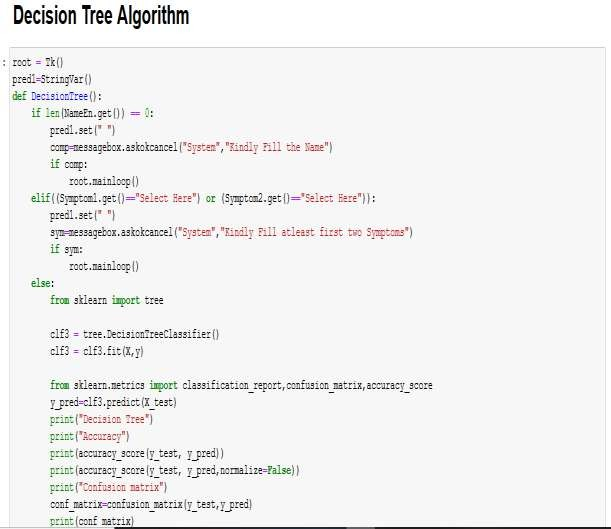 Decision Tree Algorithm
: root = Tk()
pred1=StringVar()
def DecisionTree():
    if len(NameEn.get()) == 0:
        pred1.set(" ")
        comp=messagebox.askokcancel("System","Kindly Fill the Name")
        if comp:
            root.mainloop()
    elif((Symptom1.get()=="Select Here") or (Symptom2.get()=="Select Here")):
        pred1.set(" ")
        sym=messagebox.askokcancel("System","Kindly Fill atleast first two Symptoms")
        if sym:
            root.mainloop()
    else:
        from sklearn import tree
        clf3 = tree.DecisionTreeClassifier()
        clf3 = clf3.fit(X,y)
        from sklearn.metrics import classification_report,confusion_matrix,accuracy_score
        y_pred=clf3.predict(X_test)
        print("Decision Tree")
        print("Accuracy")
        print(accuracy_score(y_test, y_pred))
        print(accuracy_score(y_test, y_pred,normalize=False))
        print("Confusion matrix")
        conf_matrix=confusion_matrix(y_test,y_pred)
        print(conf_matrix)